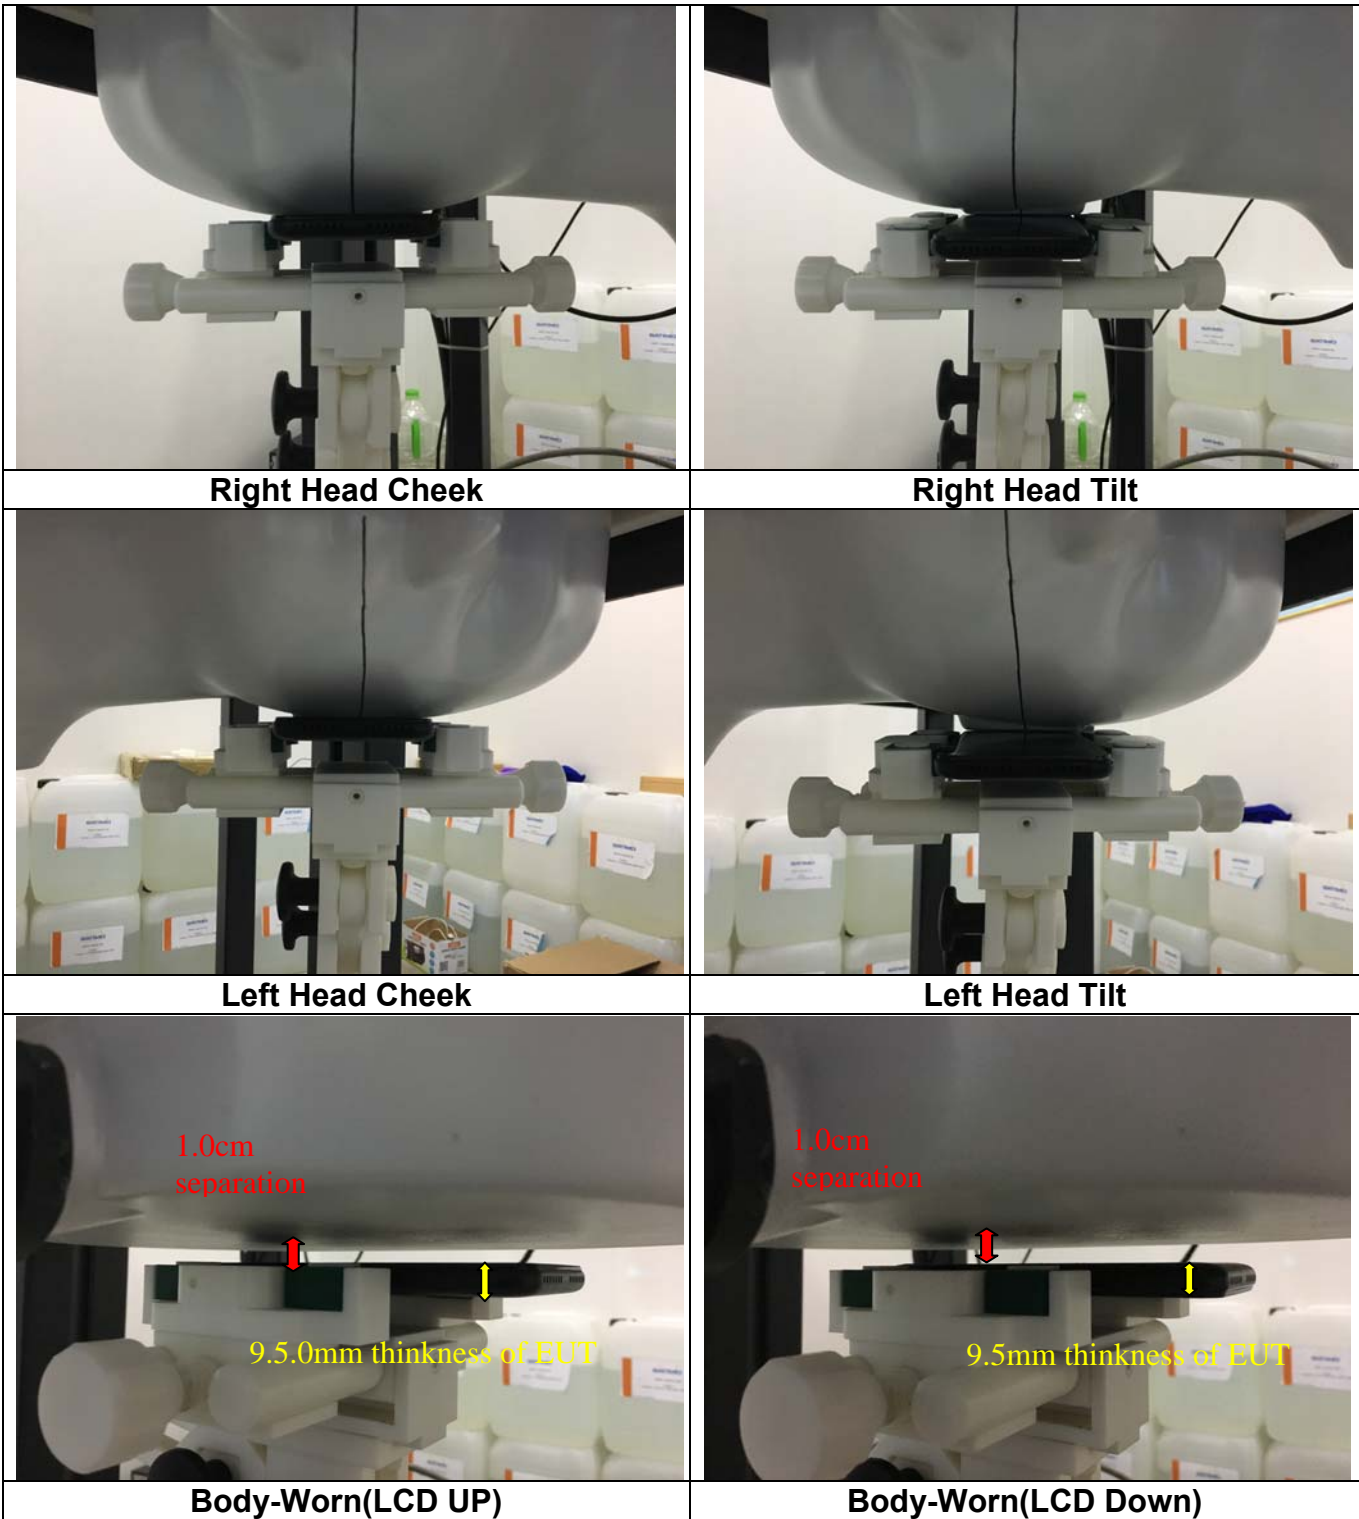 Right Head Cheek
Right Head Tilt
Left Head Cheek
Left Head Tilt
1.0cm
separation
9.5.0mm thinkness of EUT
1.0cm
separation
9.5mm thinkness of EUT
Body-Worn(LCD UP)
Body-Worn(LCD Down)